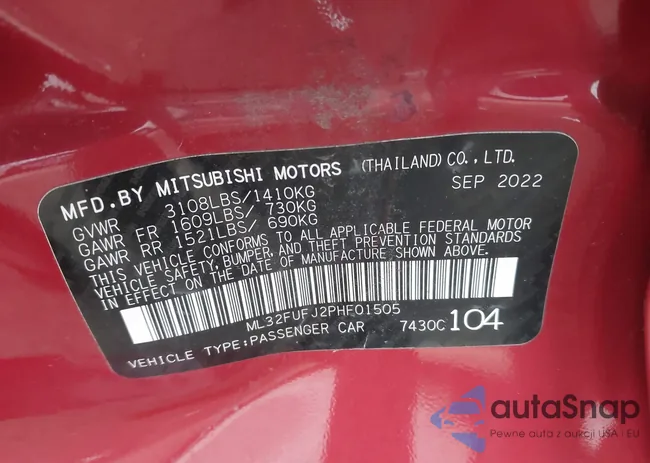 MFD.BY MITSUBISHI MOTORS (THAILAND)CO.,LTD.
SEP 2022
GVWR 3108LBS/1410KG
GAWR FR 1609LBS/ 730KG
GAWR RR 1521LBS/ 690KG
THIS VEHICLE CONFORMS TO ALL APPLICABLE FEDERAL MOTOR
VEHICLE SAFETY, BUMPER, AND THEFT PREVENTION STANDARDS
IN EFFECT ON THE DATE OF MANUFACTURE SHOWN ABOVE.
ML32FUFJ2PHF01505
VEHICLE TYPE:PASSENGER CAR 7430C 104
autaSnap
Pewne auta z aukcji USA i EU